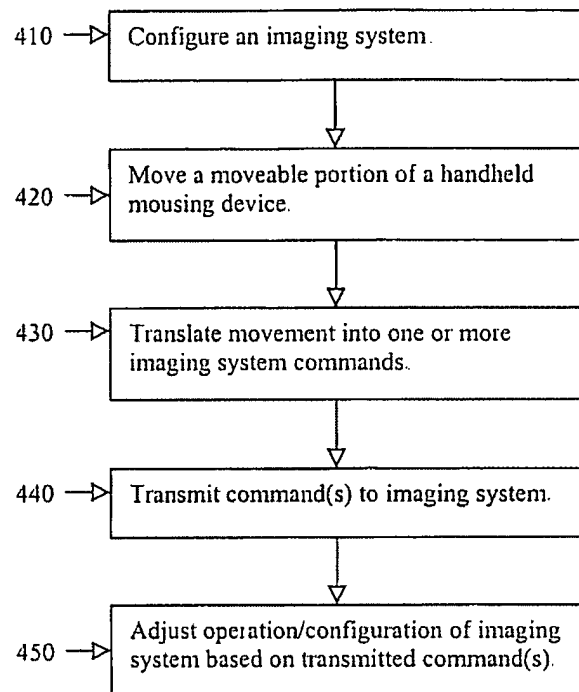 410 Configure an imaging system.
420 Move a moveable portion of a handheld
mousing device.
430 Translate movement into one or more
imaging system commands.
440 Transmit command(s) to imaging system.
450 Adjust operation/configuration of imaging
system based on transmitted command(s).